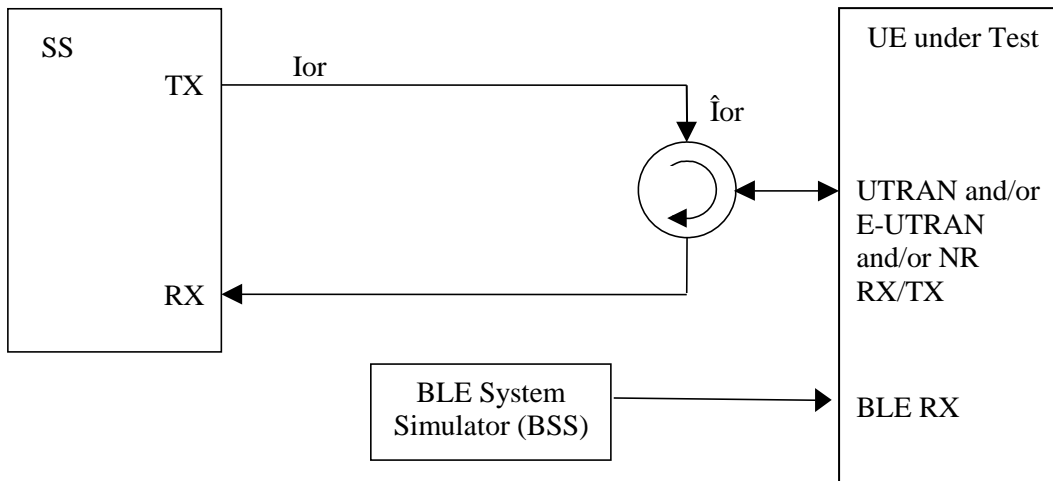 SS
TX
Ior
Îor
RX
UE under Test
UTRAN and/or
E-UTRAN
and/or NR
RX/TX
BLE System
Simulator (BSS)
BLE RX